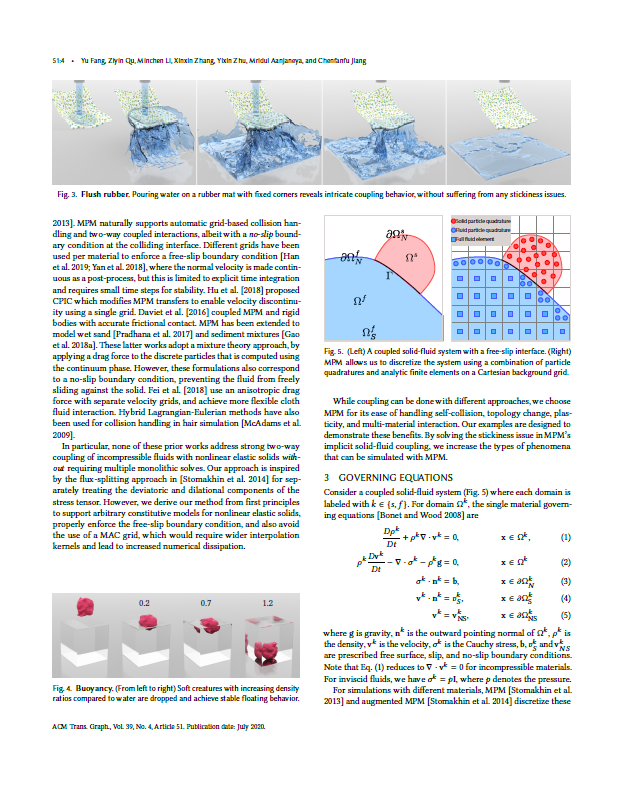 51:4 • Yu Fang, Ziyin Qu, Minchen Li, Xinxin Zhang, Yixin Zhu, Mridul Aanjaneya, and Chenfanfu Jiang
Fig. 3. Flush rubber. Pouring water on a rubber mat with fixed corners reveals intricate coupling behavior, without suffering from any stickiness issues.
2013]. MPM naturally supports automatic grid-based collision han-
dling and two-way coupled interactions, albeit with a no-slip bound-
ary condition at the colliding interface. Different grids have been
used per material to enforce a free-slip boundary condition [Han
et al. 2019; Yan et al. 2018], where the normal velocity is made contin-
uous as a post-process, but this is limited to explicit time integration
and requires small time steps for stability. Hu et al. [2018] proposed
CPIC which modifies MPM transfers to enable velocity discontinu-
ity using a single grid. Daviet et al. [2016] coupled MPM and rigid
bodies with accurate frictional contact. MPM has been extended to
model wet sand [Pradhana et al. 2017] and sediment mixtures [Gao
et al. 2018a]. These latter works adopt a mixture theory approach, by
applying a drag force to the discrete particles that is computed using
the continuum phase. However, these formulations also correspond
to a no-slip boundary condition, preventing the fluid from freely
sliding against the solid. Fei et al. [2018] use an anisotropic drag
force with separate velocity grids, and achieve more flexible cloth
fluid interaction. Hybrid Lagrangian-Eulerian methods have also
been used for collision handling in hair simulation [McAdams et al.
2009].
In particular, none of these prior works address strong two-way
coupling of incompressible fluids with nonlinear elastic solids with-
out requiring multiple monolithic solves. Our approach is inspired
by the flux-splitting approach in [Stomakhin et al. 2014] for sep-
arately treating the deviatoric and dilational components of the
stress tensor. However, we derive our method from first principles
to support arbitrary constitutive models for nonlinear elastic solids,
properly enforce the free-slip boundary condition, and also avoid
the use of a MAC grid, which would require wider interpolation
kernels and lead to increased numerical dissipation.
0.2 0.7 1.2
Fig. 4. Buoyancy. (From left to right) Soft creatures with increasing density
ratios compared to water are dropped and achieve stable floating behavior.
∂Ω_N^s
∂Ω_N^f
Ω^s
Γ
Ω^f
Ω_S^f
Solid particle quadrature
Fluid particle quadrature
Full fluid element
Fig. 5. (Left) A coupled solid-fluid system with a free-slip interface. (Right)
MPM allows us to discretize the system using a combination of particle
quadratures and analytic finite elements on a Cartesian background grid.
While coupling can be done with different approaches, we choose
MPM for its ease of handling self-collision, topology change, plas-
ticity, and multi-material interaction. Our examples are designed to
demonstrate these benefits. By solving the stickiness issue in MPM's
implicit solid-fluid coupling, we increase the types of phenomena
that can be simulated with MPM.
3 GOVERNING EQUATIONS
Consider a coupled solid-fluid system (Fig. 5) where each domain is
labeled with k ∈ {s, f}. For domain Ω^k, the single material govern-
ing equations [Bonet and Wood 2008] are
Dρ^k/Dt + ρ^k∇ · v^k = 0, x ∈ Ω^k, (1)
ρ^k Dv^k/Dt − ∇ · σ^k − ρ^k g = 0, x ∈ Ω^k (2)
σ^k · n^k = b, x ∈ ∂Ω_N^k (3)
v^k · n^k = v_S^k, x ∈ ∂Ω_S^k (4)
v^k = v_NS^k, x ∈ ∂Ω_NS^k (5)
where g is gravity, n^k is the outward pointing normal of Ω^k, ρ^k is
the density, v^k is the velocity, σ^k is the Cauchy stress, b, v_S^k and v_NS^k
are prescribed free surface, slip, and no-slip boundary conditions.
Note that Eq. (1) reduces to ∇ · v^k = 0 for incompressible materials.
For inviscid fluids, we have σ^k = pI, where p denotes the pressure.
For simulations with different materials, MPM [Stomakhin et al.
2013] and augmented MPM [Stomakhin et al. 2014] discretize these
ACM Trans. Graph., Vol. 39, No. 4, Article 51. Publication date: July 2020.